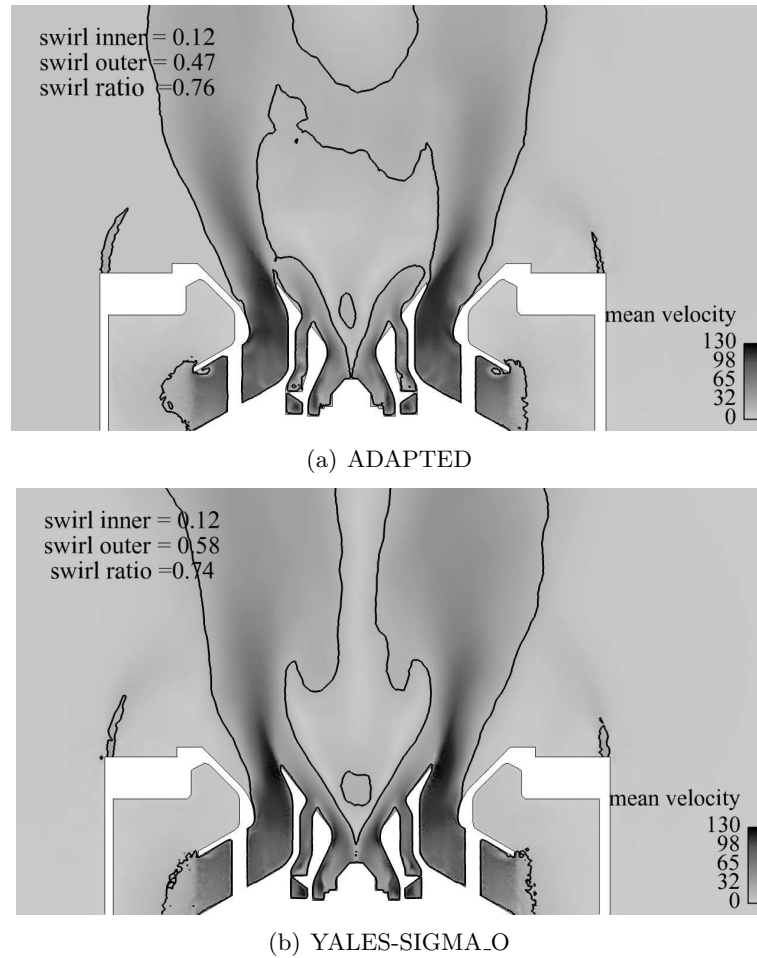 swirl inner = 0.12
swirl outer = 0.47
swirl ratio = 0.76
mean velocity
130
98
65
32
0
(a) ADAPTED
swirl inner = 0.12
swirl outer = 0.58
swirl ratio = 0.74
mean velocity
130
98
65
32
0
(b) YALES-SIGMA_O